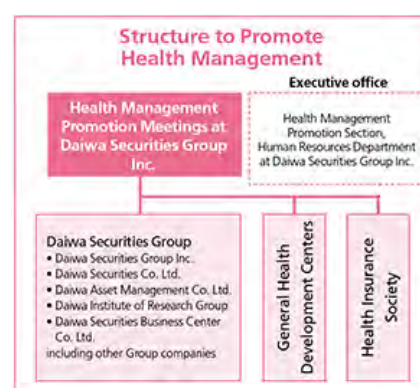 Structure to Promote
Health Management
Executive office
Health Management
Promotion Meetings at
Daiwa Securities Group
Inc.
Health Management
Promotion Section,
Human Resources Department
at Daiwa Securities Group Inc.
Daiwa Securities Group
• Daiwa Securities Group Inc.
• Daiwa Securities Co. Ltd.
• Daiwa Asset Management Co. Ltd.
• Daiwa Institute of Research Group
• Daiwa Securities Business Center
Co. Ltd.
including other Group companies
General Health
Development Centers
Health Insurance
Society